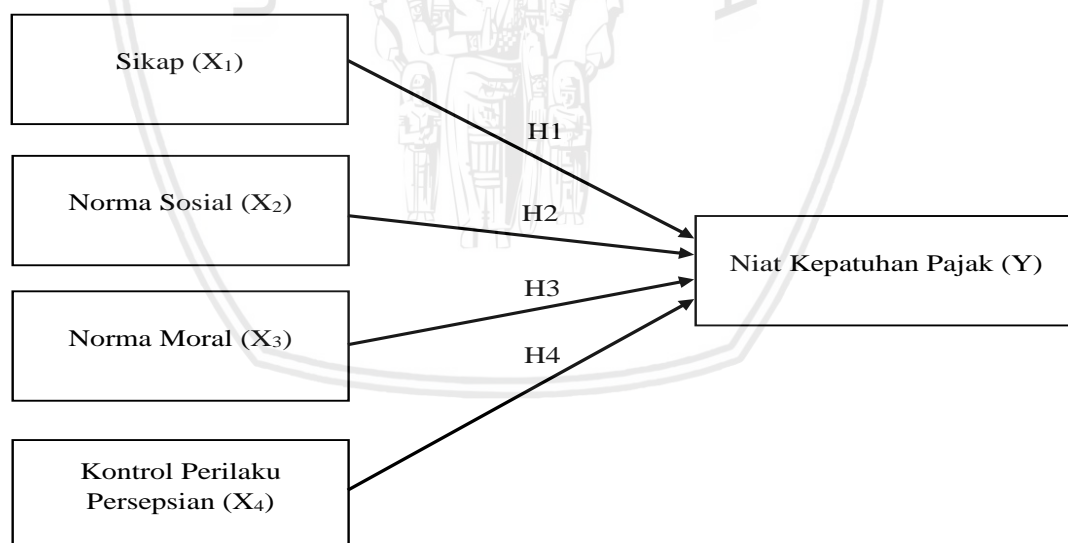 Sikap (X₁)
H1
Norma Sosial (X₂)
H2
Niat Kepatuhan Pajak (Y)
H3
Norma Moral (X₃)
H4
Kontrol Perilaku
Persepsian (X₄)